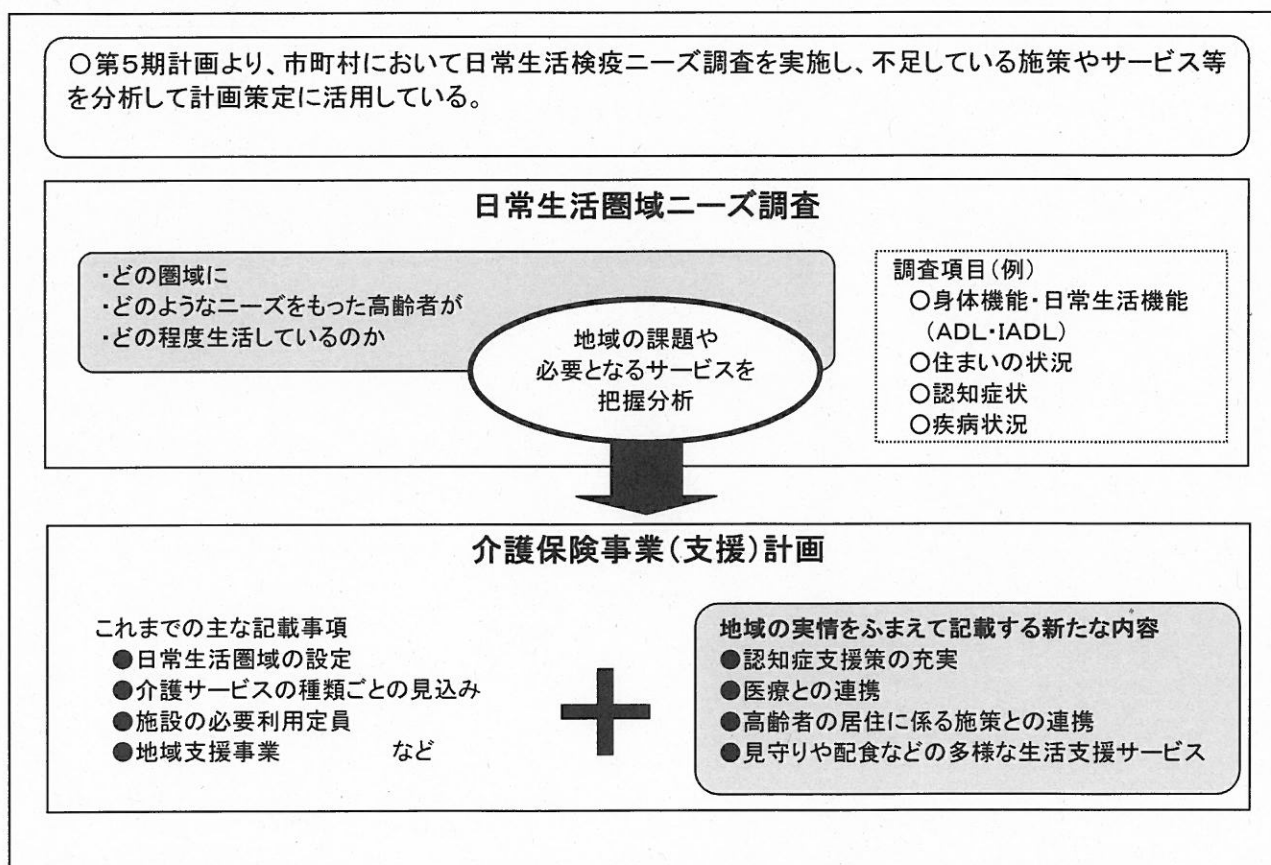 ○第5期計画より、市町村において日常生活検疫ニーズ調査を実施し、不足している施策やサービス等
を分析して計画策定に活用している。
日常生活圏域ニーズ調査
・どの圏域に
・どのようなニーズをもった高齢者が
・どの程度生活しているのか
地域の課題や
必要となるサービスを
把握分析
調査項目(例)
○身体機能・日常生活機能
(ADL・IADL)
○住まいの状況
○認知症状
○疾病状況
介護保険事業(支援)計画
これまでの主な記載事項
●日常生活圏域の設定
●介護サービスの種類ごとの見込み
●施設の必要利用定員
●地域支援事業 など
地域の実情をふまえて記載する新たな内容
●認知症支援策の充実
●医療との連携
●高齢者の居住に係る施策との連携
●見守りや配食などの多様な生活支援サービス